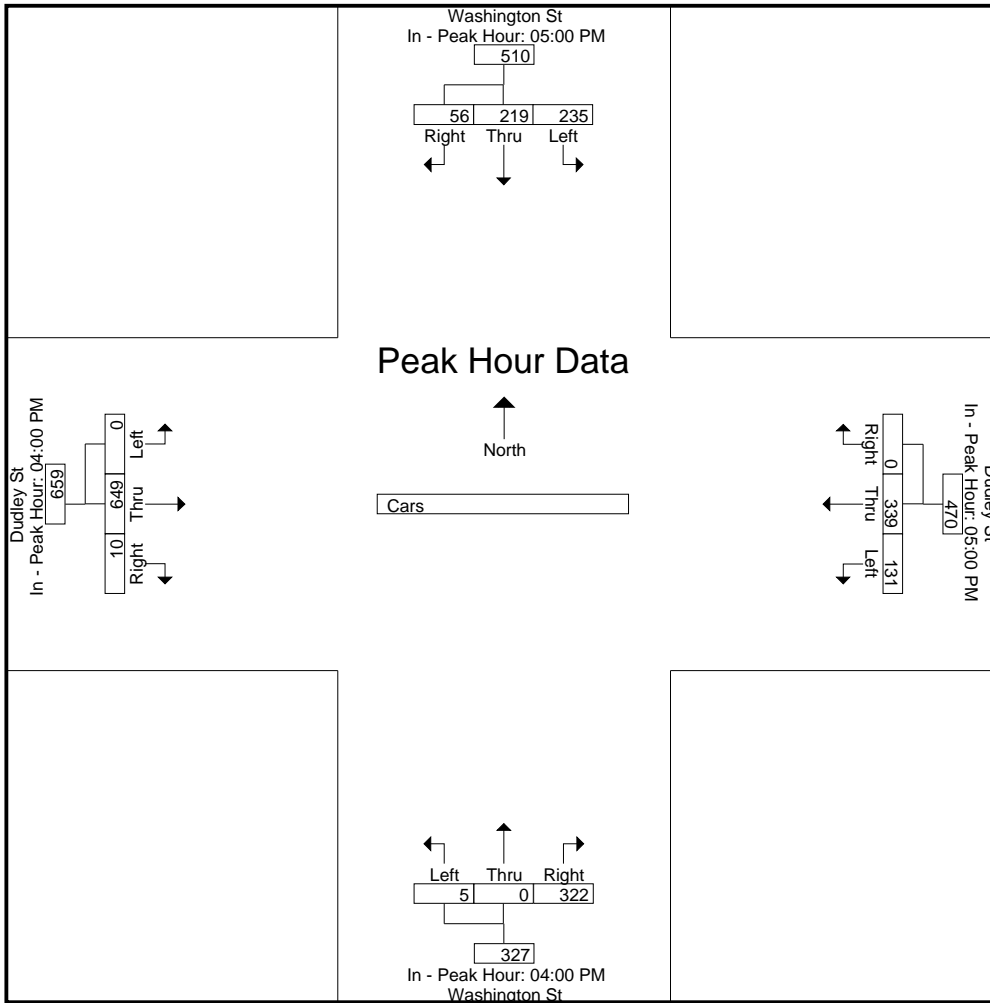 Washington St
In - Peak Hour: 05:00 PM
510
56 219 235
Right Thru Left
Peak Hour Data
North
Cars
Dudley St
In - Peak Hour: 04:00 PM
659
0 649 10
Left Thru Right
Dudley St
In - Peak Hour: 05:00 PM
470
0 339 131
Right Thru Left
Left Thru Right
5 0 322
327
In - Peak Hour: 04:00 PM
Washington St